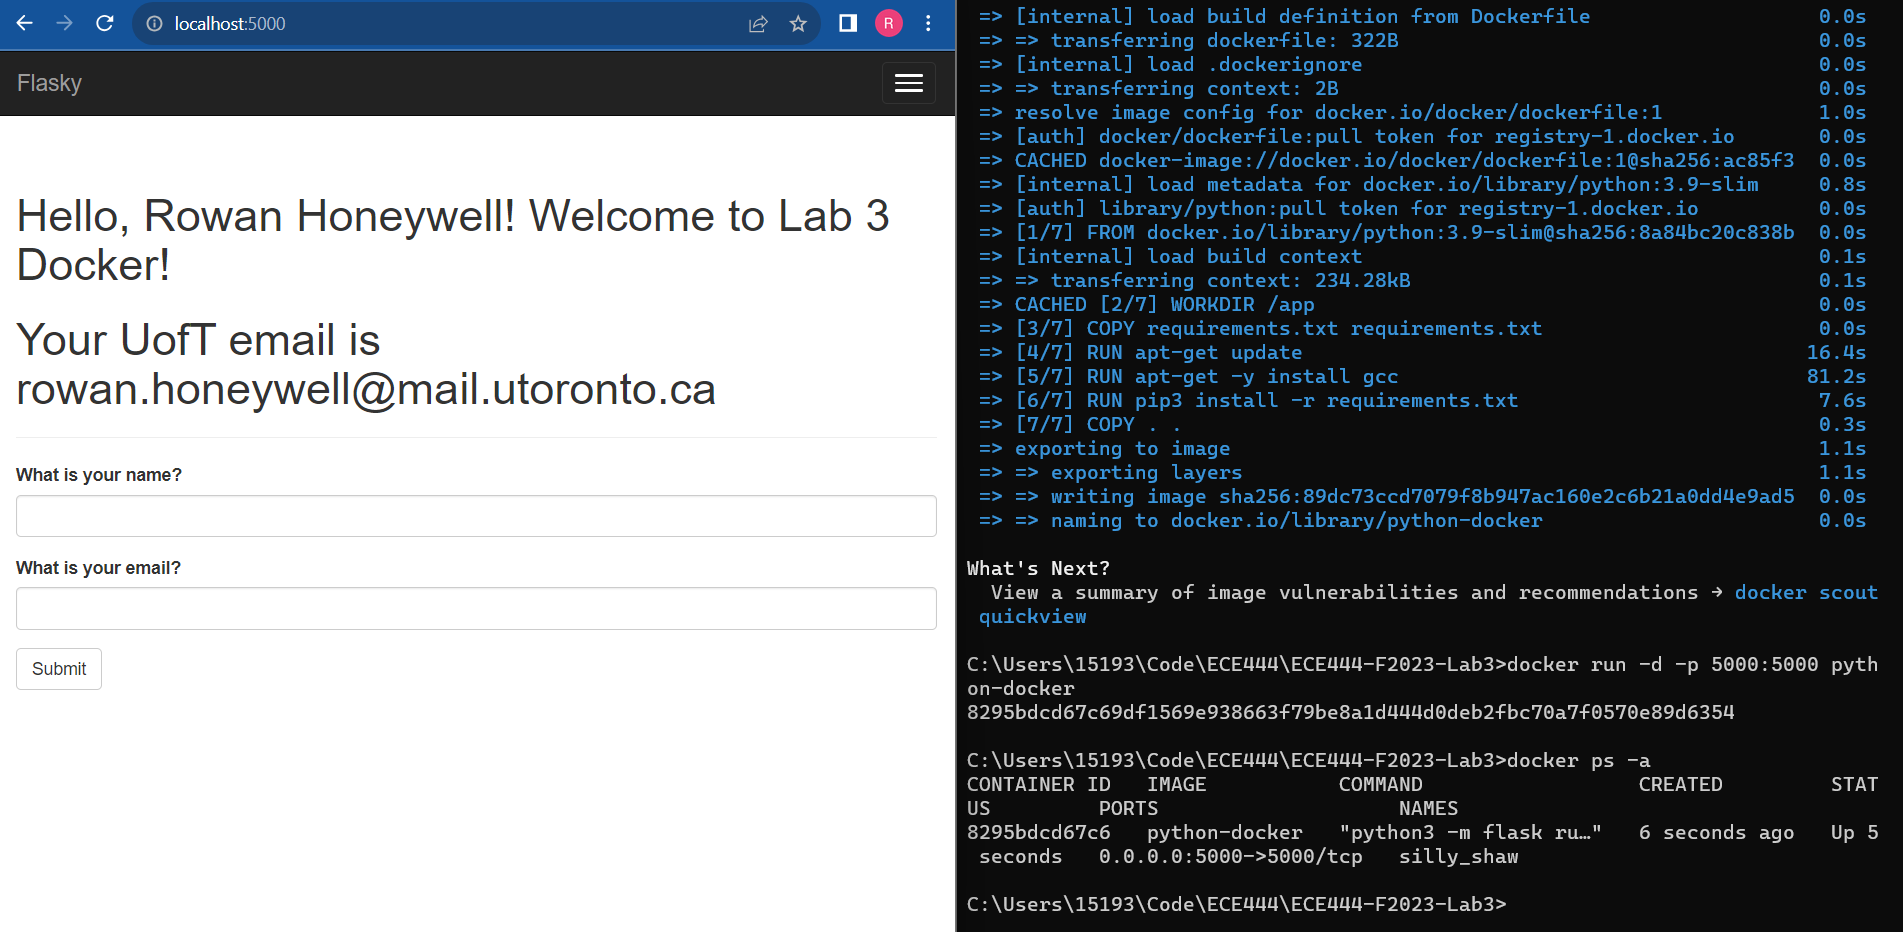 localhost:5000
R
Flasky
Hello, Rowan Honeywell! Welcome to Lab 3
Docker!
Your UofT email is
rowan.honeywell@mail.utoronto.ca
What is your name?
What is your email?
Submit
=> [internal] load build definition from Dockerfile 0.0s
=> => transferring dockerfile: 322B 0.0s
=> [internal] load .dockerignore 0.0s
=> => transferring context: 2B 0.0s
=> resolve image config for docker.io/docker/dockerfile:1 1.0s
=> [auth] docker/dockerfile:pull token for registry-1.docker.io 0.0s
=> CACHED docker-image://docker.io/docker/dockerfile:1@sha256:ac85f3 0.0s
=> [internal] load metadata for docker.io/library/python:3.9-slim 0.8s
=> [auth] library/python:pull token for registry-1.docker.io 0.0s
=> [1/7] FROM docker.io/library/python:3.9-slim@sha256:8a84bc20c838b 0.0s
=> [internal] load build context 0.1s
=> => transferring context: 234.28kB 0.1s
=> CACHED [2/7] WORKDIR /app 0.0s
=> [3/7] COPY requirements.txt requirements.txt 0.0s
=> [4/7] RUN apt-get update 16.4s
=> [5/7] RUN apt-get -y install gcc 81.2s
=> [6/7] RUN pip3 install -r requirements.txt 7.6s
=> [7/7] COPY . . 0.3s
=> exporting to image 1.1s
=> => exporting layers 1.1s
=> => writing image sha256:89dc73ccd7079f8b947ac160e2c6b21a0dd4e9ad5 0.0s
=> => naming to docker.io/library/python-docker 0.0s
What's Next?
View a summary of image vulnerabilities and recommendations → docker scout
quickview
C:\Users\15193\Code\ECE444\ECE444-F2023-Lab3>docker run -d -p 5000:5000 pyth
on-docker
8295bdcd67c69df1569e938663f79be8a1d444d0deb2fbc70a7f0570e89d6354
C:\Users\15193\Code\ECE444\ECE444-F2023-Lab3>docker ps -a
CONTAINER ID IMAGE COMMAND CREATED STAT
US PORTS NAMES
8295bdcd67c6 python-docker "python3 -m flask ru…" 6 seconds ago Up 5
seconds 0.0.0.0:5000->5000/tcp silly_shaw
C:\Users\15193\Code\ECE444\ECE444-F2023-Lab3>